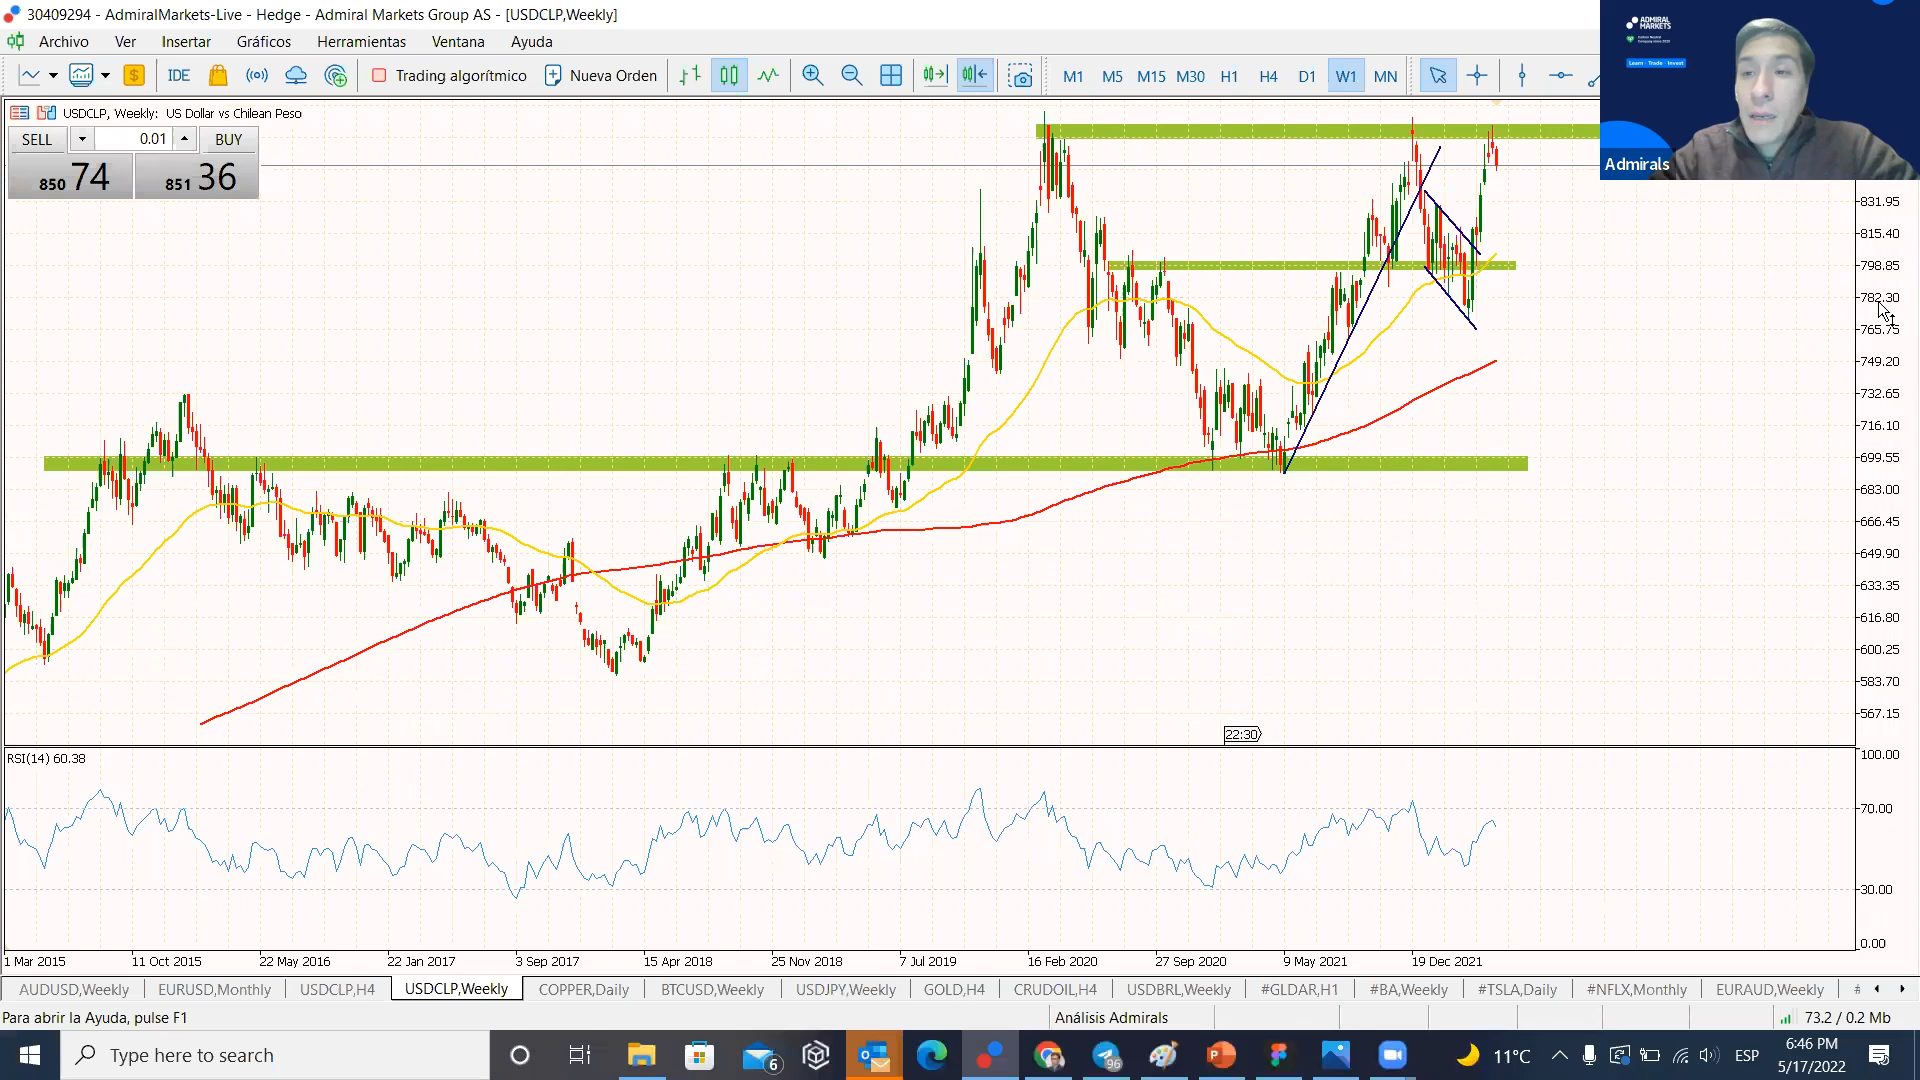 30409294 - AdmiralMarkets-Live - Hedge - Admiral Markets Group AS - [USDCLP,Weekly]
Archivo Ver Insertar Gráficos Herramientas Ventana Ayuda
IDE Trading algorítmico Nueva Orden M1 M5 M15 M30 H1 H4 D1 W1 MN
ADMIRAL MARKETS
Learn · Trade · Invest
Admirals
USDCLP, Weekly: US Dollar vs Chilean Peso
SELL 0.01 BUY
850 74 851 36
831.95
815.40
798.85
782.30
765.75
749.20
732.65
716.10
699.55
683.00
666.45
649.90
633.35
616.80
600.25
583.70
567.15
22:30
RSI(14) 60.38
100.00
70.00
30.00
0.00
1 Mar 2015 11 Oct 2015 22 May 2016 22 Jan 2017 3 Sep 2017 15 Apr 2018 25 Nov 2018 7 Jul 2019 16 Feb 2020 27 Sep 2020 9 May 2021 19 Dec 2021
AUDUSD,Weekly EURUSD,Monthly USDCLP,H4 USDCLP,Weekly COPPER,Daily BTCUSD,Weekly USDJPY,Weekly GOLD,H4 CRUDOIL,H4 USDBRL,Weekly #GLDAR,H1 #BA,Weekly #TSLA,Daily #NFLX,Monthly EURAUD,Weekly #
Para abrir la Ayuda, pulse F1 Análisis Admirals 73.2 / 0.2 Mb
Type here to search 6 96 11°C ESP 6:46 PM
5/17/2022